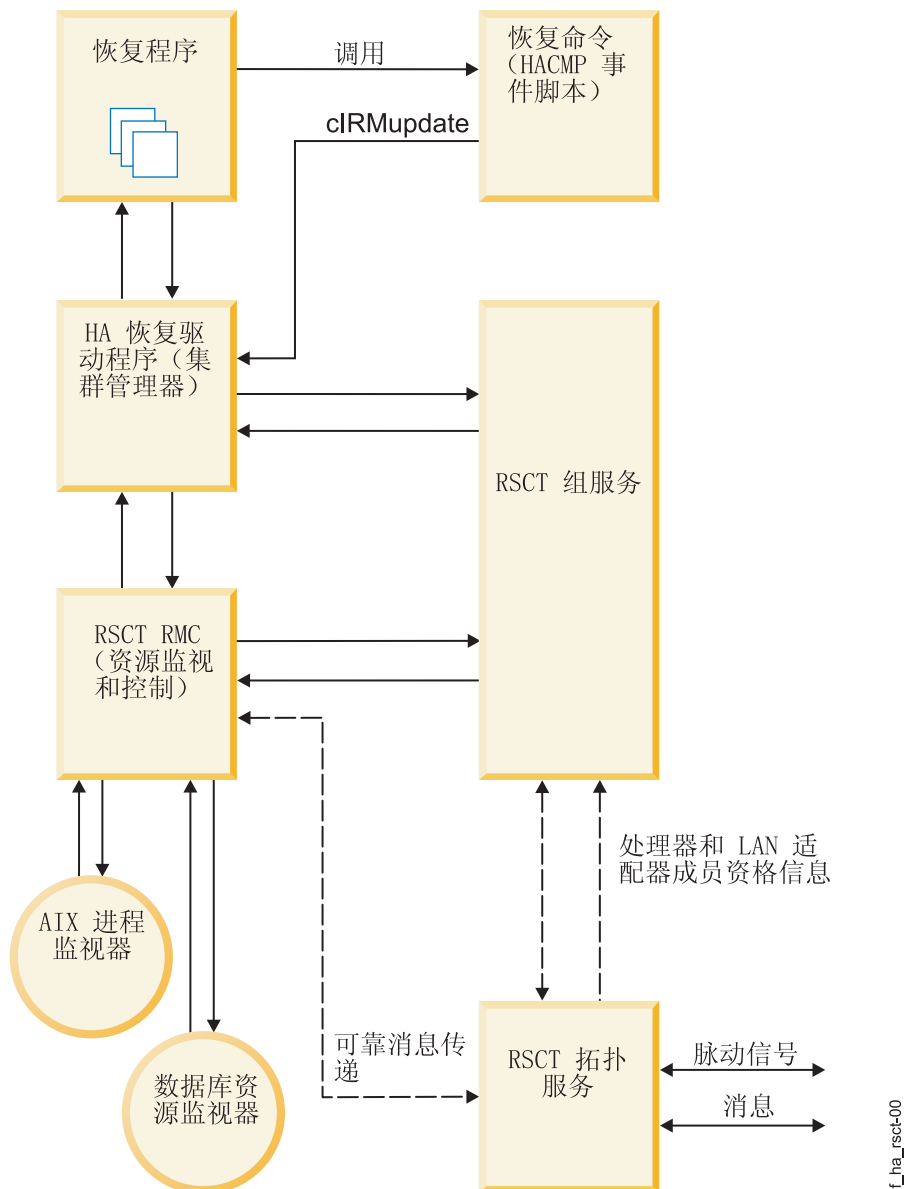 恢复程序
调用
恢复命令
（HACMP 事
件脚本）
cIRMupdate
HA 恢复驱
动程序（集
群管理器）
RSCT 组服务
RSCT RMC
（资源监视
和控制）
处理器和 LAN 适
配器成员资格信息
AIX 进程
监视器
可靠消息传
递
RSCT 拓扑
服务
脉动信号
消息
数据库资
源监视器
f_ha_rsct-00